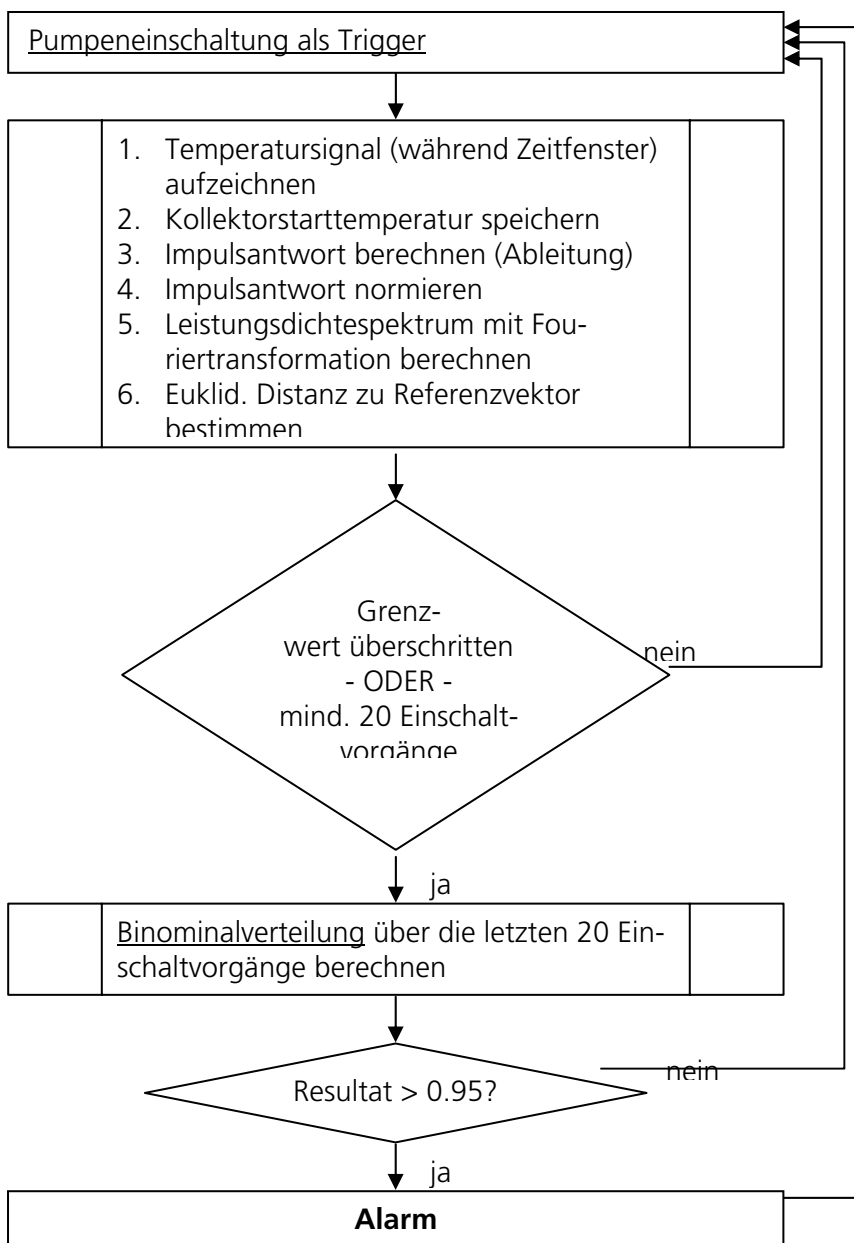 Pumpeneinschaltung als Trigger
1. Temperatursignal (während Zeitfenster)
aufzeichnen
2. Kollektorstarttemperatur speichern
3. Impulsantwort berechnen (Ableitung)
4. Impulsantwort normieren
5. Leistungsdichtespektrum mit Fou-
riertransformation berechnen
6. Euklid. Distanz zu Referenzvektor
bestimmen
Grenz-
wert überschritten
- ODER -
mind. 20 Einschalt-
vorgänge
nein
ja
Binominalverteilung über die letzten 20 Ein-
schaltvorgänge berechnen
Resultat > 0.95?
nein
ja
Alarm